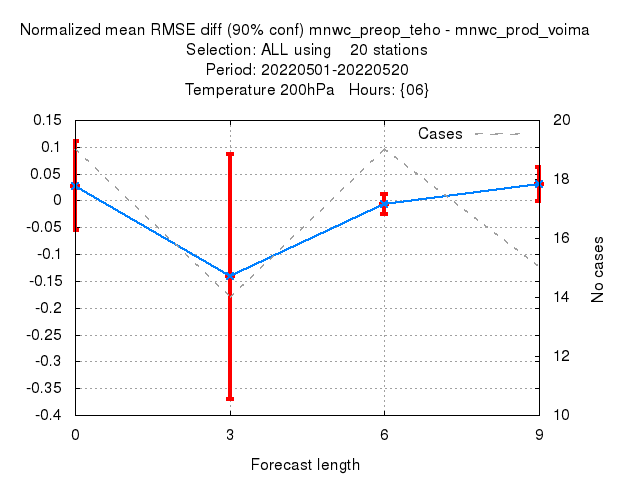 Normalized mean RMSE diff (90% conf) mnwc_preop_teho - mnwc_prod_voima
Selection: ALL using    20 stations
Period: 20220501-20220520
Temperature 200hPa   Hours: {06}
Cases
0.15
0.1
0.05
0
-0.05
-0.1
-0.15
-0.2
-0.25
-0.3
-0.35
-0.4
20
18
16
14
12
10
No cases
0 3 6 9
Forecast length